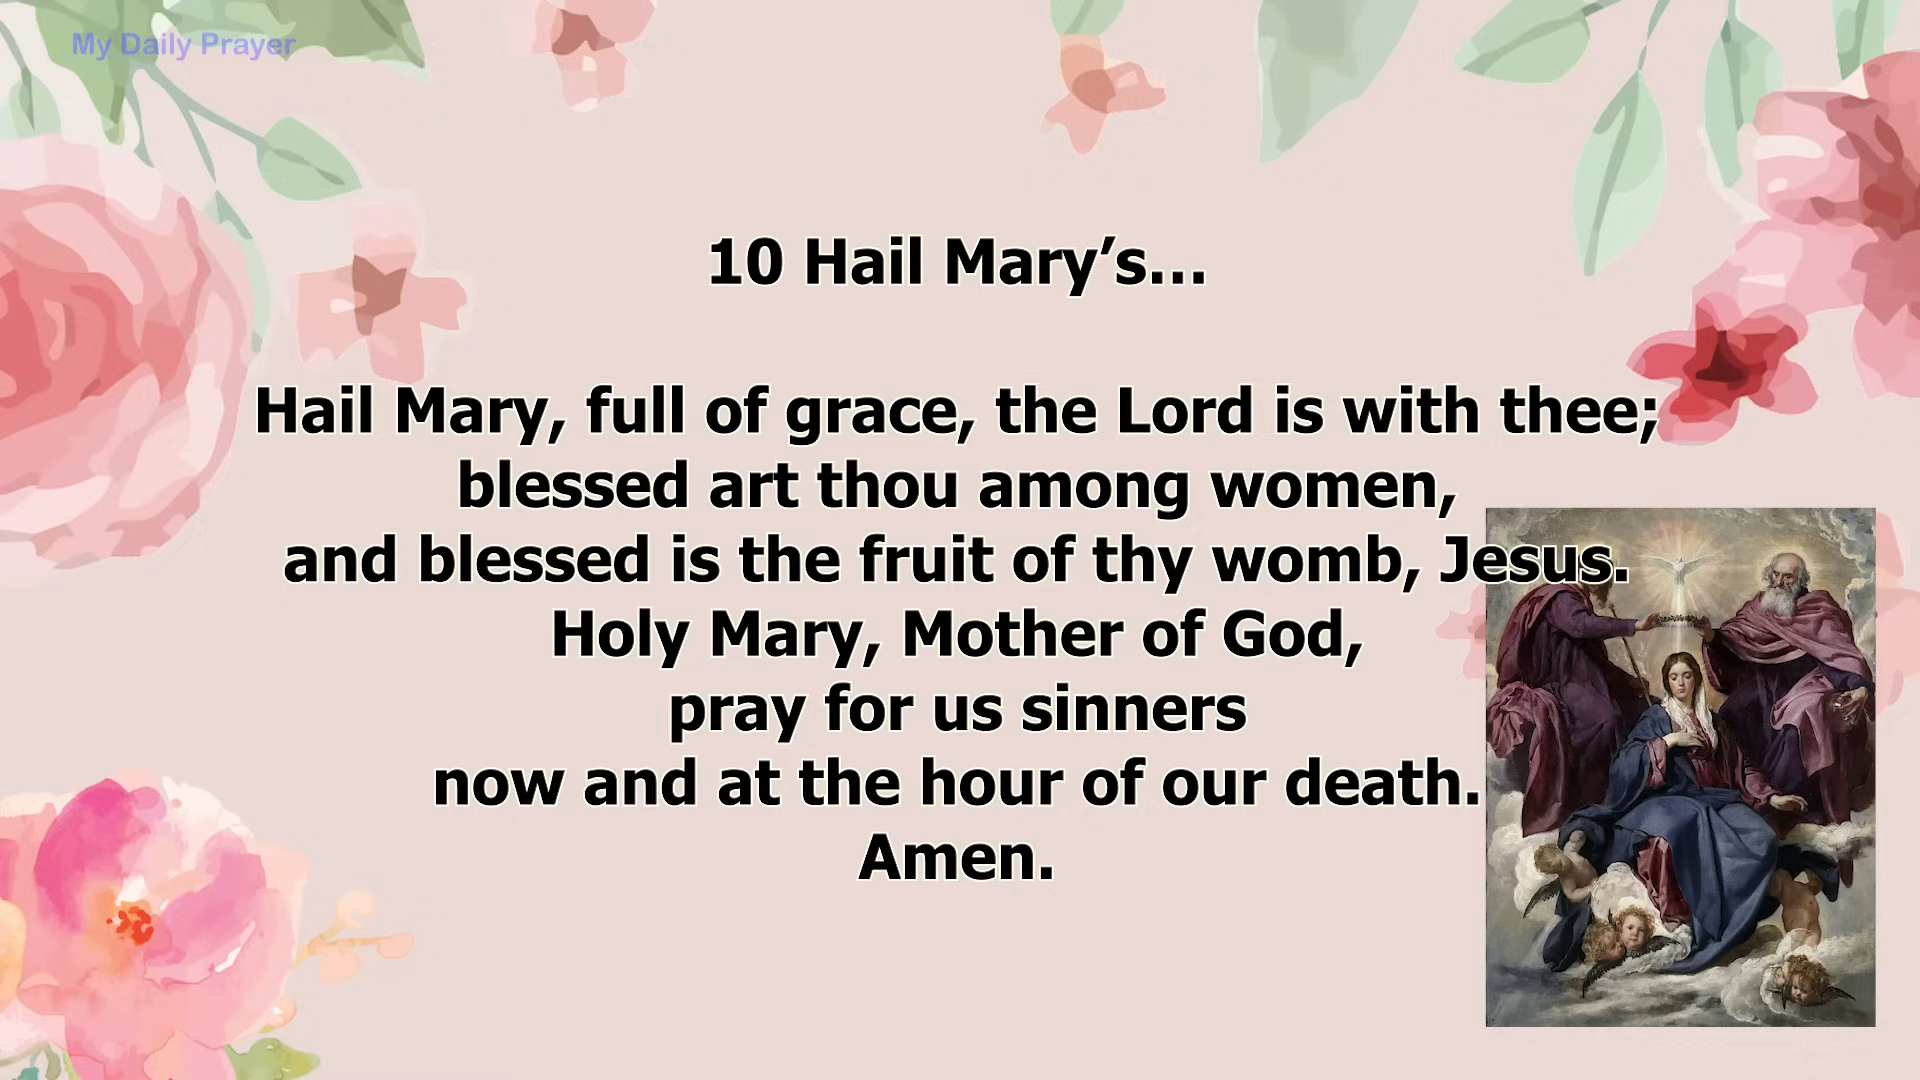 My Daily Prayer
10 Hail Mary’s...
Hail Mary, full of grace, the Lord is with thee;
blessed art thou among women,
and blessed is the fruit of thy womb, Jesus.
Holy Mary, Mother of God,
pray for us sinners
now and at the hour of our death.
Amen.